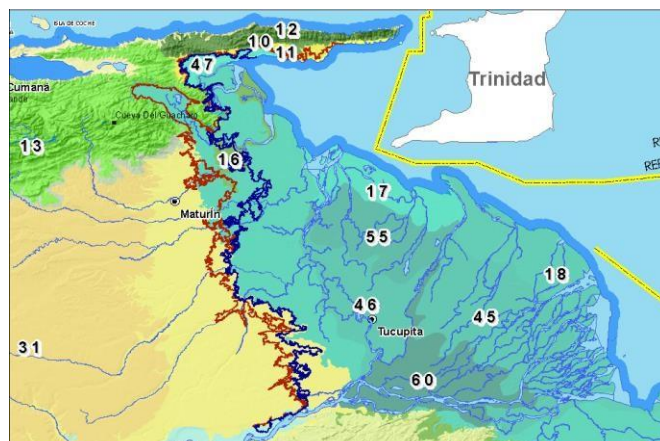 ISLA DE COCHE
12
10
11
47
Trinidad
Cumana
Cueva Del Guacharo
13
16
17
Maturin
55
18
46
45
Tucupita
31
60